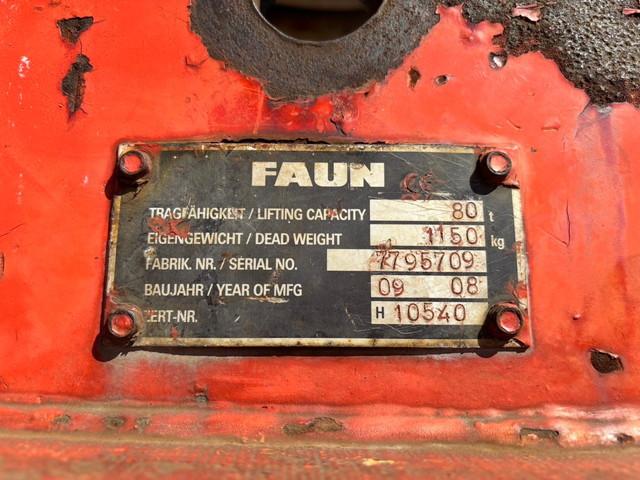 FAUN
TRAGFÄHIGKEIT / LIFTING CAPACITY 80 t
EIGENGEWICHT / DEAD WEIGHT 1150 kg
FABRIK. NR. / SERIAL NO. 7795709
BAUJAHR / YEAR OF MFG 09 08
ZERT-NR. H 10540